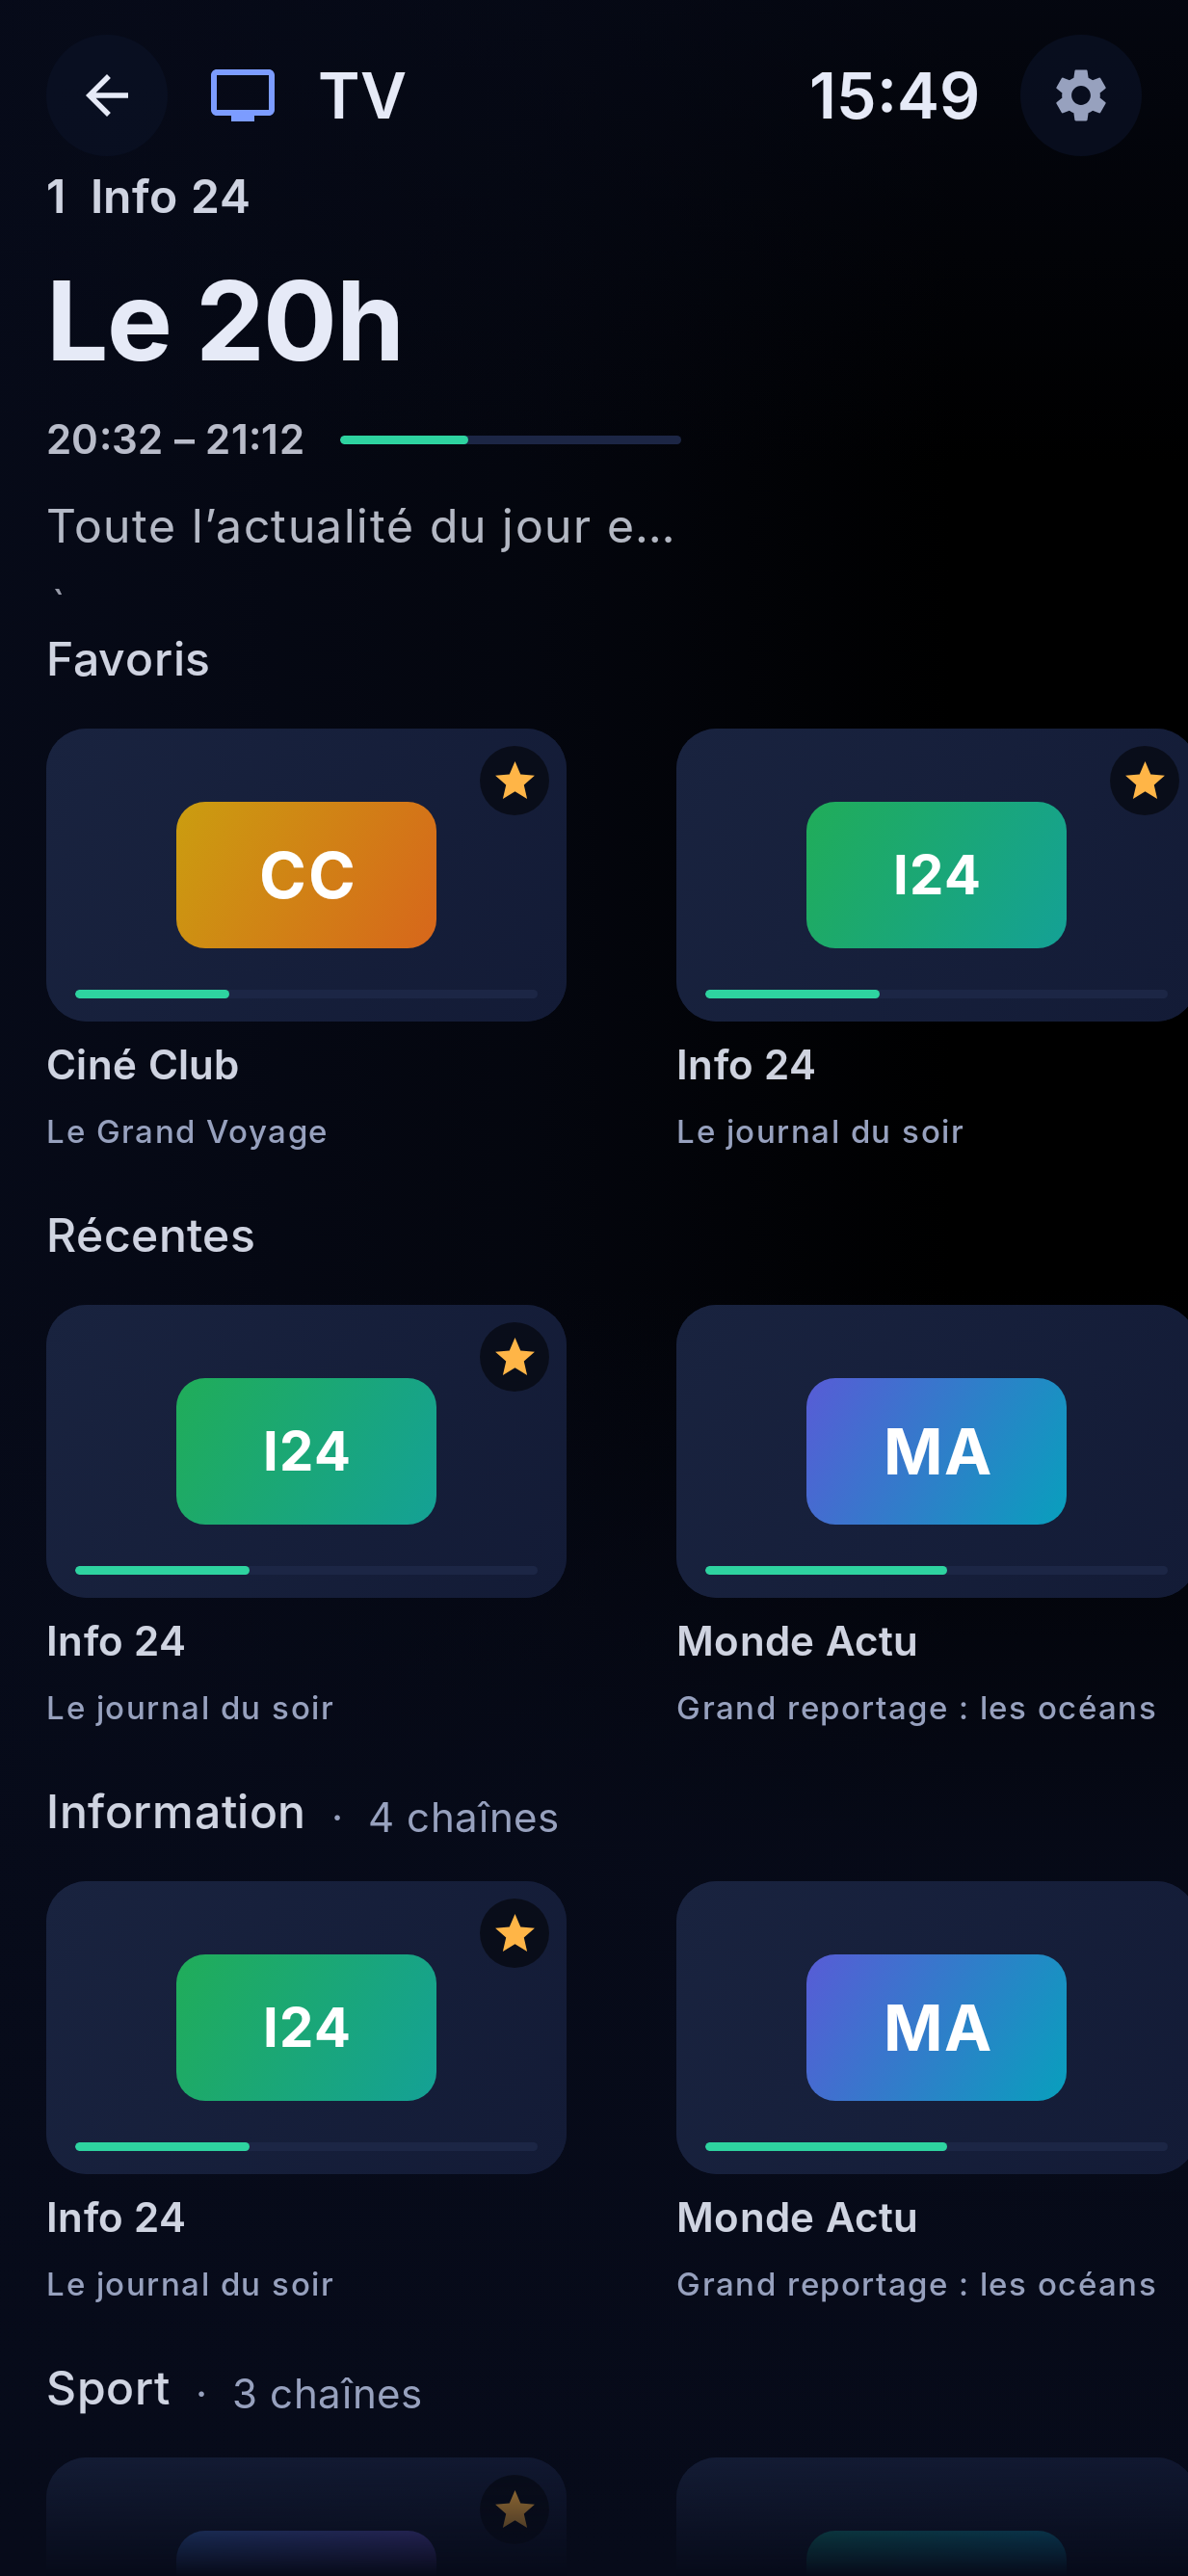 TV
15:49
1 Info 24
Le 20h
20:32 – 21:12
Toute l’actualité du jour e…
Favoris
CC
I24
Ciné Club
Info 24
Le Grand Voyage
Le journal du soir
Récentes
I24
MA
Info 24
Monde Actu
Le journal du soir
Grand reportage : les océans
Information · 4 chaînes
I24
MA
Info 24
Monde Actu
Le journal du soir
Grand reportage : les océans
Sport · 3 chaînes